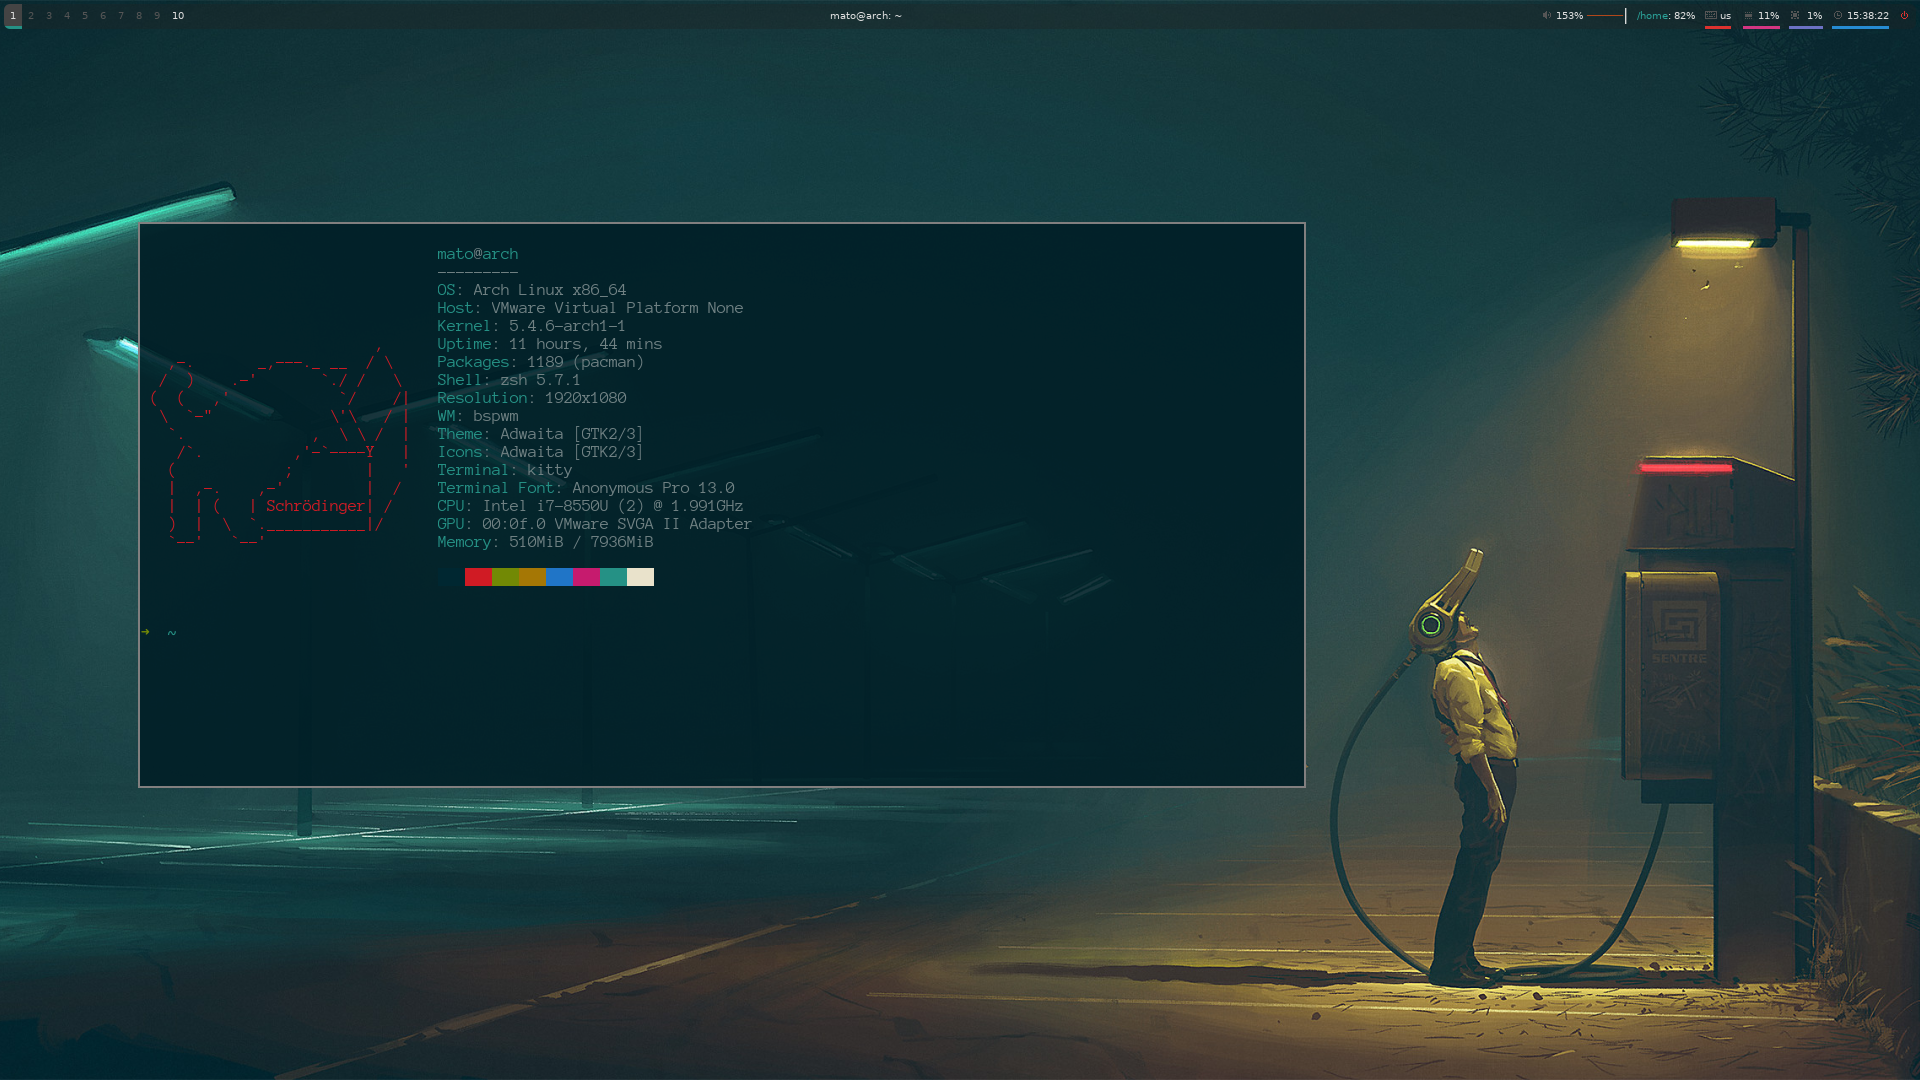 1 2 3 4 5 6 7 8 9 10
mato@arch: ~
153% /home: 82% us 11% 1% 15:38:22
mato@arch
---------
OS: Arch Linux x86_64
Host: VMware Virtual Platform None
Kernel: 5.4.6-arch1-1
Uptime: 11 hours, 44 mins
Packages: 1189 (pacman)
Shell: zsh 5.7.1
Resolution: 1920x1080
WM: bspwm
Theme: Adwaita [GTK2/3]
Icons: Adwaita [GTK2/3]
Terminal: kitty
Terminal Font: Anonymous Pro 13.0
CPU: Intel i7-8550U (2) @ 1.991GHz
GPU: 00:0f.0 VMware SVGA II Adapter
Memory: 510MiB / 7936MiB
Schrödinger
➜ ~
SENTRE